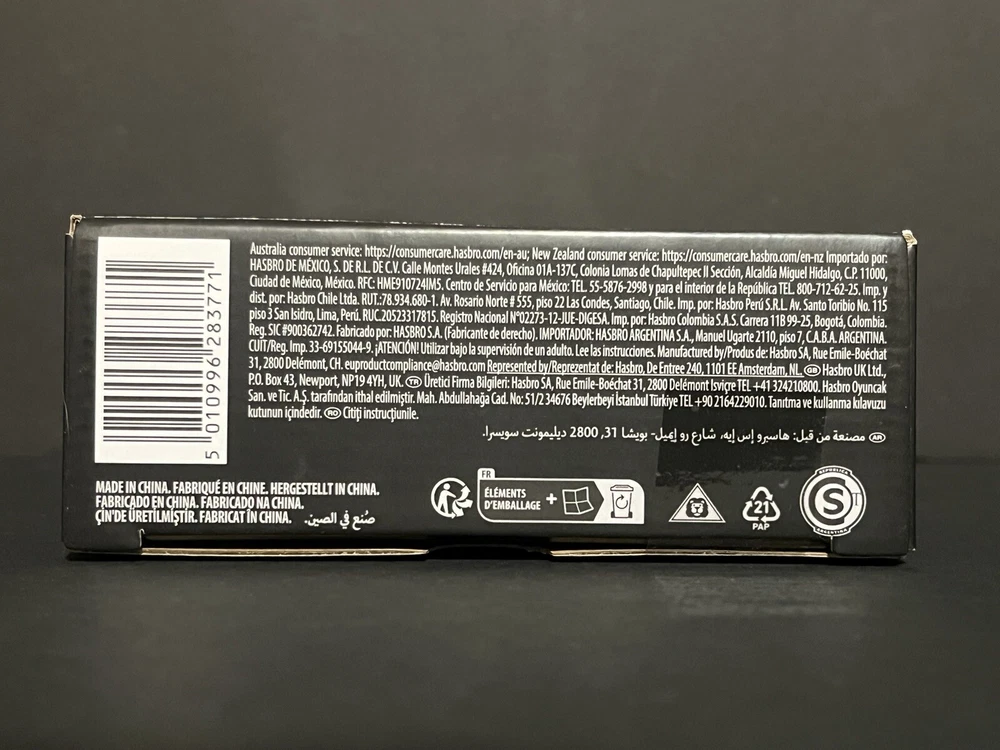 Australia consumer service: https://consumercare.hasbro.com/en-au; New Zealand consumer service: https://consumercare.hasbro.com/en-nz Importado por:
HASBRO DE MÉXICO, S. DE R.L. DE C.V. Calle Montes Urales #424, Oficina 01A-137C, Colonia Lomas de Chapultepec II Sección, Alcaldía Miguel Hidalgo, C.P. 11000,
Ciudad de México, México. RFC: HME910724IM5. Centro de Servicio para México: TEL. 55-5876-2998 y para el interior de la República TEL. 800-712-62-25. Imp. y
dist. por: Hasbro Chile Ltda. RUT.:78.934.680-1. Av. Rosario Norte # 555, piso 22 Las Condes, Santiago, Chile. Imp. por: Hasbro Perú S.R.L. Av. Santo Toribio No. 115
piso 3 San Isidro, Lima, Perú. RUC.20523317815. Registro Nacional N°02273-12-JUE-DIGESA. Imp. por: Hasbro Colombia S.A.S. Carrera 11B 99-25, Bogotá, Colombia.
Reg. SIC #900362742. Fabricado por: HASBRO S.A. (Fabricante de derecho). IMPORTADOR: HASBRO ARGENTINA S.A., Manuel Ugarte 2110, piso 7, C.A.B.A. ARGENTINA.
CUIT/Reg. Imp. 33-69155044-9. ¡ATENCIÓN! Utilizar bajo la supervisión de un adulto. Lee las instrucciones. Manufactured by/Produs de: Hasbro SA, Rue Emile-Boéchat
31, 2800 Delémont, CH. euproductcompliance@hasbro.com Represented by/Reprezentat de: Hasbro, De Entree 240, 1101 EE Amsterdam, NL. GB Hasbro UK Ltd.,
P.O. Box 43, Newport, NP19 4YH, UK. TR Üretici Firma Bilgileri: Hasbro SA, Rue Emile-Boéchat 31, 2800 Delémont İsviçre TEL +41 324210800. Hasbro Oyuncak
San. ve Tic. A.Ş. tarafından ithal edilmiştir. Mah. Abdullahağa Cad. No: 51/2 34676 Beylerbeyi İstanbul Türkiye TEL +90 2164229010. Tanıtma ve kullanma kılavuzu
kutunun içindedir. RO Citiți instrucțiunile.
AR مصنعة من قبل: هاسبرو إس إيه، شارع رو إميل- بويشا 31, 2800 ديليمونت سويسرا.
5 010996 283771
MADE IN CHINA. FABRIQUÉ EN CHINE. HERGESTELLT IN CHINA.
FABRICADO EN CHINA. FABRICADO NA CHINA.
ÇİN'DE ÜRETİLMİŞTİR. FABRICAT ÎN CHINA. صُنع في الصين.
FR
ÉLÉMENTS
D'EMBALLAGE +
21
PAP
REPÚBLICA
S
ARGENTINA